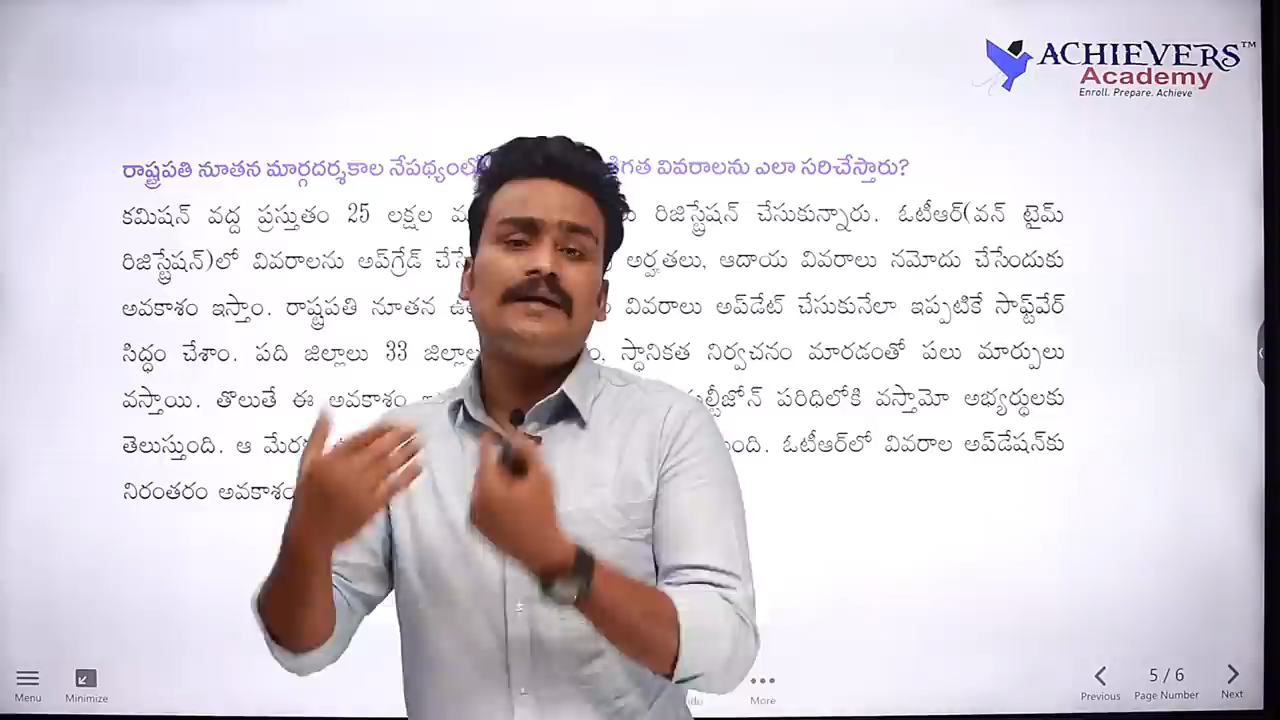 ACHIEVERS™
Academy
Enroll. Prepare. Achieve
రాష్ట్రపతి నూతన మార్గదర్శకాల నేపథ్యంలో వివరాలను ఎలా సరిచేస్తారు?
కమిషన్ వద్ద ప్రస్తుతం 25 లక్షల రిజిస్ట్రేషన్ చేసుకున్నారు. ఓటీఆర్(వన్ టైమ్
రిజిస్ట్రేషన్)లో వివరాలను అప్‌గ్రేడ్ అర్హతలు, ఆదాయ వివరాలు నమోదు చేసేందుకు
అవకాశం ఇస్తాం. రాష్ట్రపతి నూతన వివరాలు అప్‌డేట్ చేసుకునేలా ఇప్పటికే సాఫ్ట్‌వేర్
సిద్ధం చేశాం. పది జిల్లాలు 33 స్థానికత నిర్వచనం మారడంతో పలు మార్పులు
వస్తాయి. తొలుతే ఈ అవకాశం పరిధిలోకి వస్తామో అభ్యర్థులకు
తెలుస్తుంది. ఆ ఓటీఆర్‌లో వివరాల అప్‌డేషన్‌కు
నిరంతరం అవకాశం
Menu
Minimize
More
Previous
5 / 6
Page Number
Next